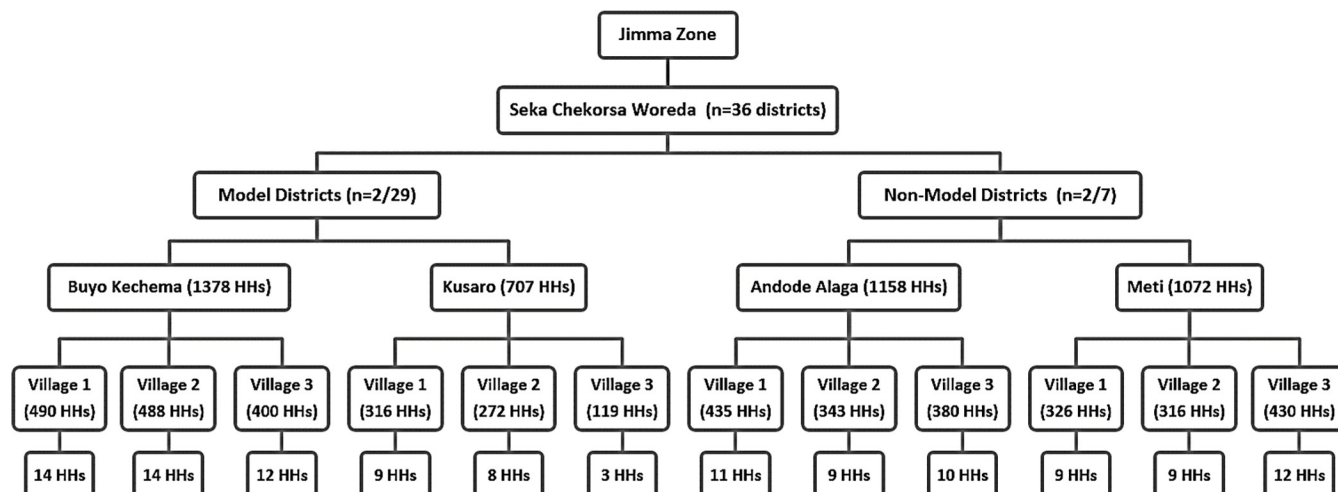 Jimma Zone
Seka Chekorsa Woreda (n=36 districts)
Model Districts (n=2/29)
Non-Model Districts (n=2/7)
Buyo Kechema (1378 HHs)
Kusaro (707 HHs)
Andode Alaga (1158 HHs)
Meti (1072 HHs)
Village 1
(490 HHs)
Village 2
(488 HHs)
Village 3
(400 HHs)
Village 1
(316 HHs)
Village 2
(272 HHs)
Village 3
(119 HHs)
Village 1
(435 HHs)
Village 2
(343 HHs)
Village 3
(380 HHs)
Village 1
(326 HHs)
Village 2
(316 HHs)
Village 3
(430 HHs)
14 HHs
14 HHs
12 HHs
9 HHs
8 HHs
3 HHs
11 HHs
9 HHs
10 HHs
9 HHs
9 HHs
12 HHs